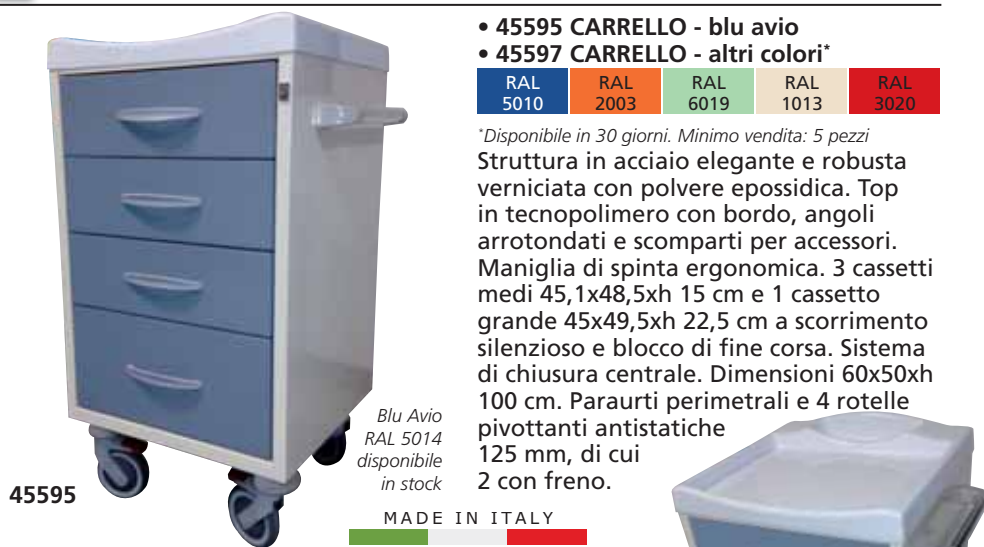 • 45595 CARRELLO - blu avio
• 45597 CARRELLO - altri colori*
RAL 5010
RAL 2003
RAL 6019
RAL 1013
RAL 3020
*Disponibile in 30 giorni. Minimo vendita: 5 pezzi
Struttura in acciaio elegante e robusta
verniciata con polvere epossidica. Top
in tecnopolimero con bordo, angoli
arrotondati e scomparti per accessori.
Maniglia di spinta ergonomica. 3 cassetti
medi 45,1x48,5xh 15 cm e 1 cassetto
grande 45x49,5xh 22,5 cm a scorrimento
silenzioso e blocco di fine corsa. Sistema
di chiusura centrale. Dimensioni 60x50xh
100 cm. Paraurti perimetrali e 4 rotelle
pivottanti antistatiche
125 mm, di cui
2 con freno.
Blu Avio
RAL 5014
disponibile
in stock
45595
MADE IN ITALY